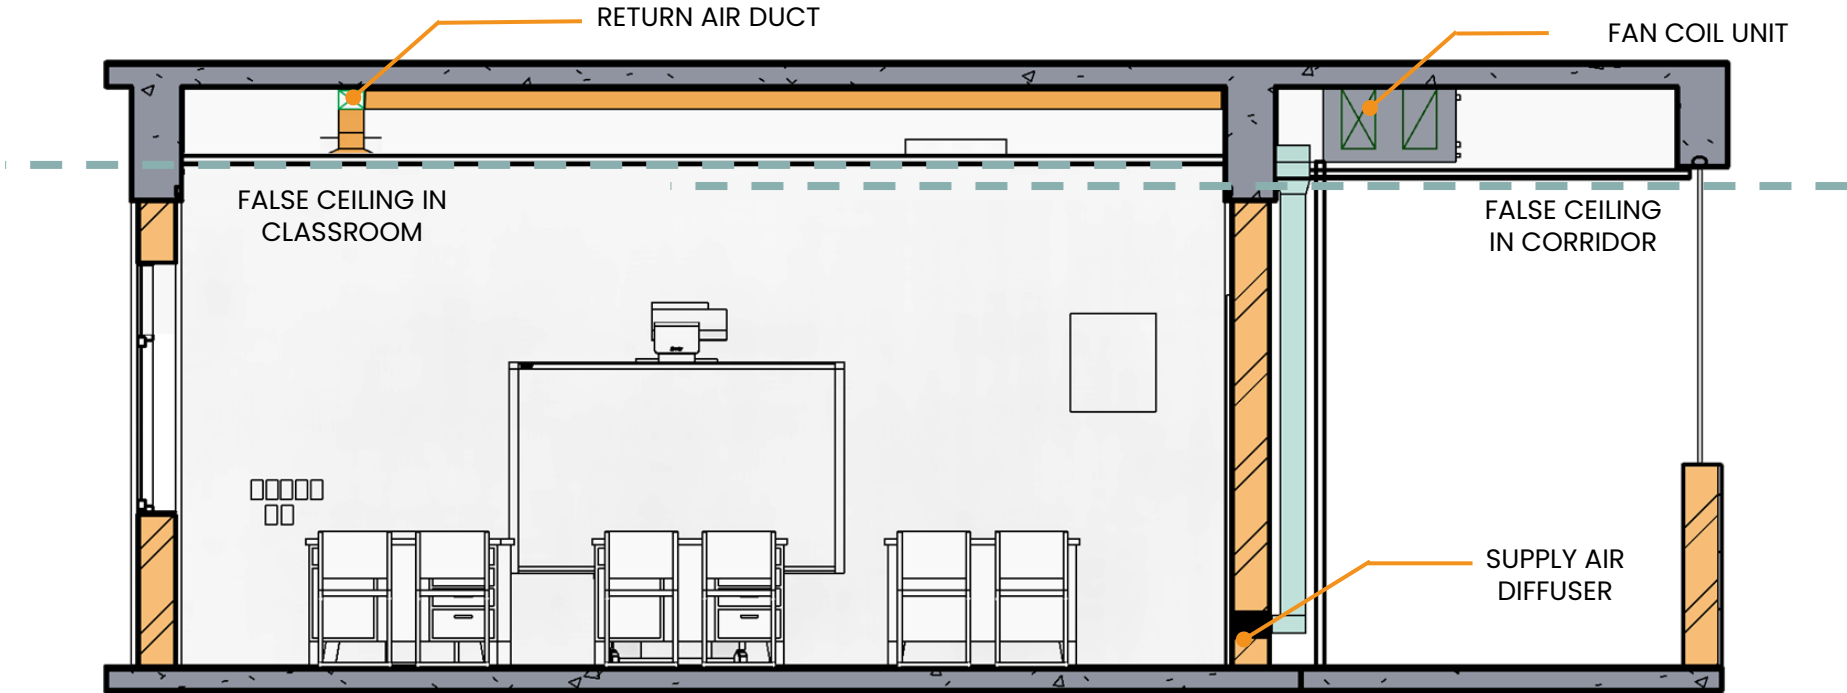 RETURN AIR DUCT
FAN COIL UNIT
FALSE CEILING IN
CLASSROOM
FALSE CEILING
IN CORRIDOR
SUPPLY AIR
DIFFUSER